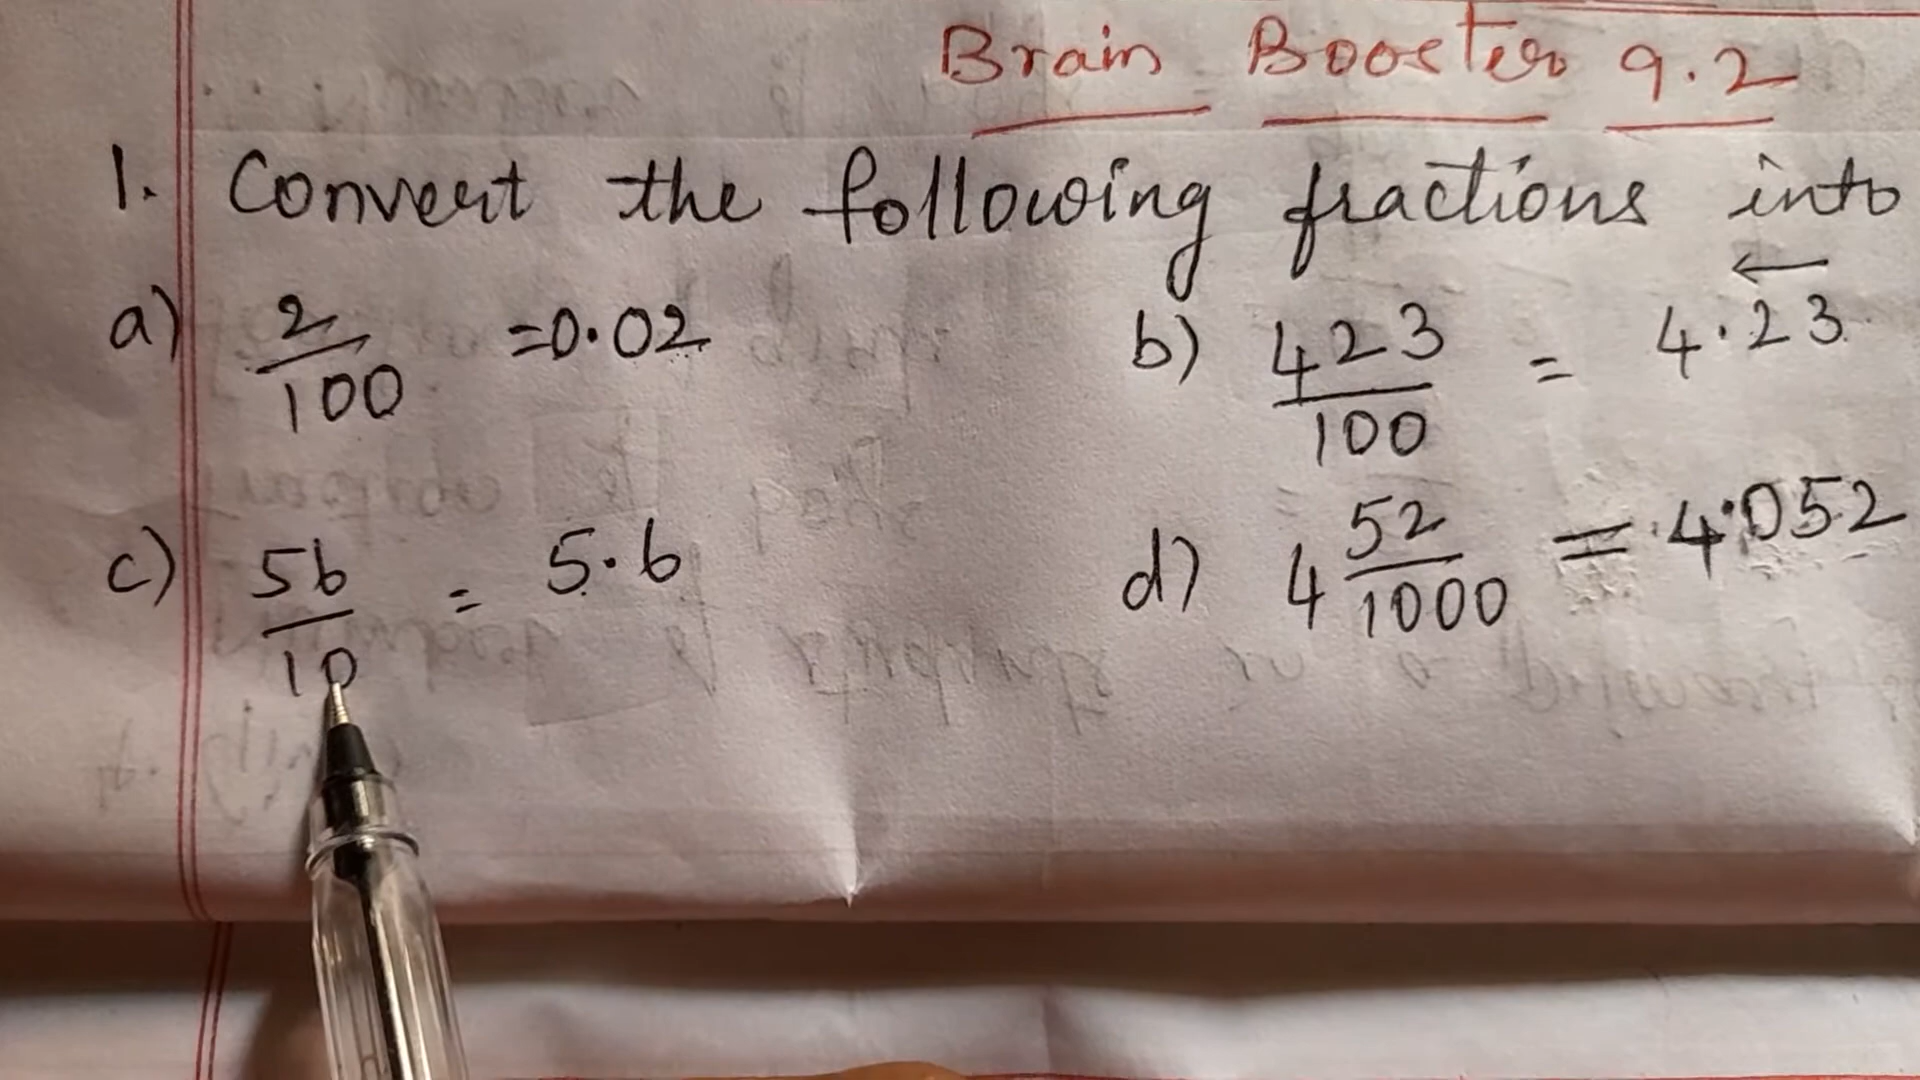 Brain Booster 9.2
1. Convert the following fractions into
a) 2/100 = 0.02 b) 423/100 = 4.23
c) 56/10 = 5.6 d) 4 52/1000 = 4.052